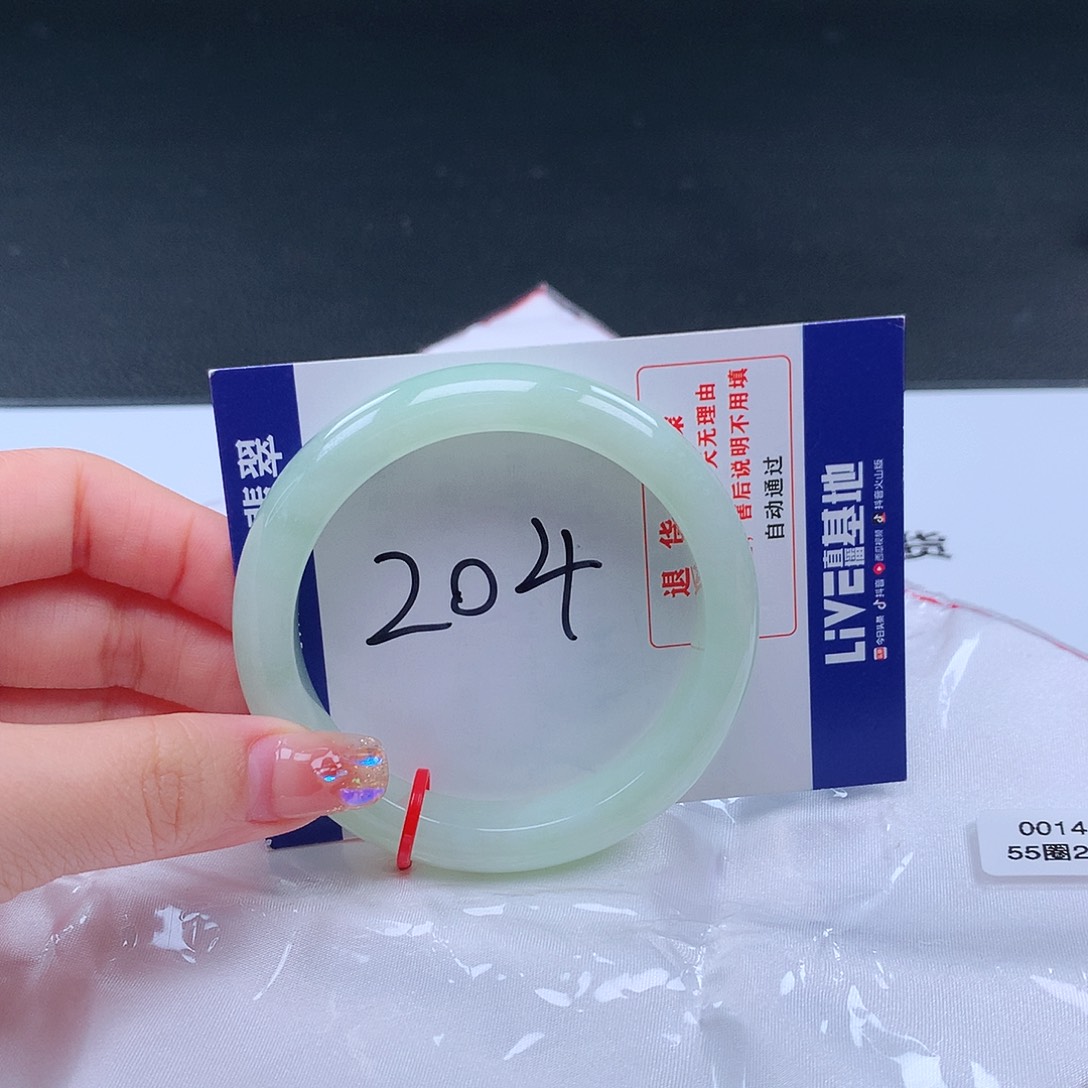 翡翠
204
退货
天无理由
售后说明不用填
自动通过
LiVE直播基地
今日头条 抖音 西瓜视频 抖音火山版
货
0014
55圈2